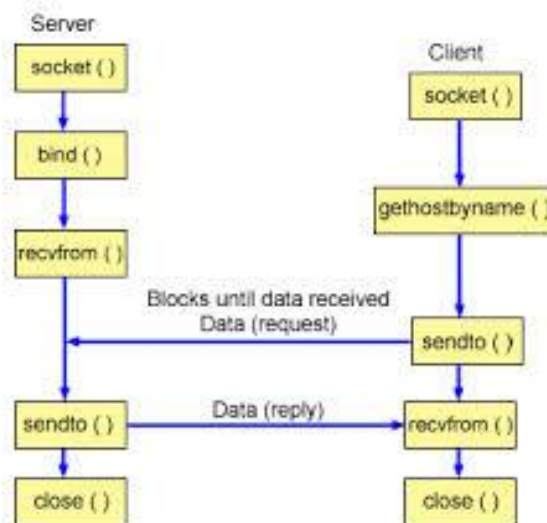 Server
socket ( )
bind ( )
recvfrom ( )
Client
socket ( )
gethostbyname ( )
Blocks until data received
Data (request)
sendto ( )
sendto ( )
Data (reply)
recvfrom ( )
close ( )
close ( )